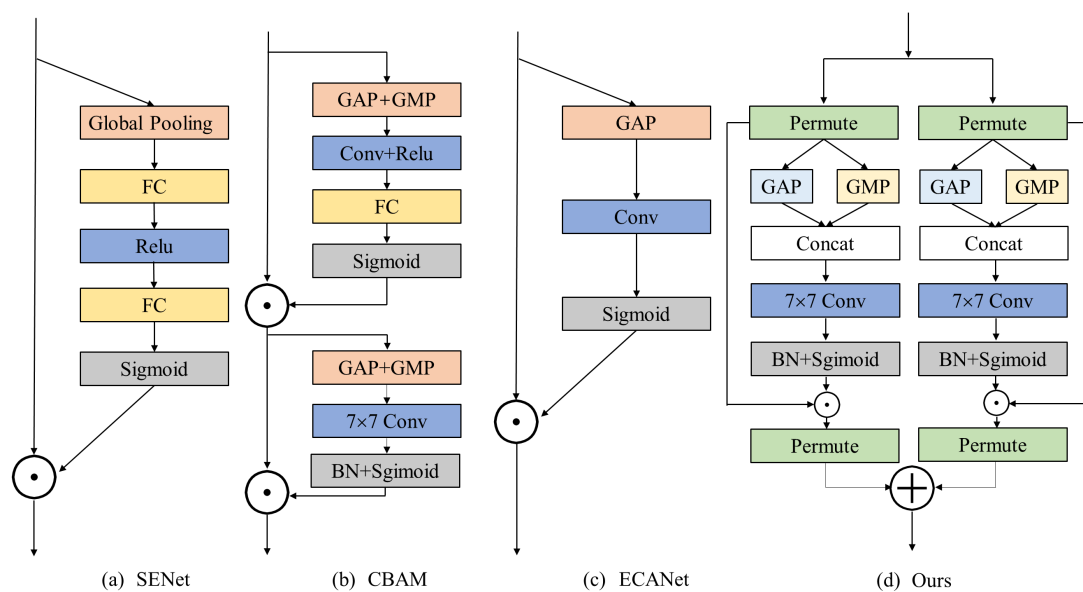 Global Pooling
FC
Relu
FC
Sigmoid
(a) SENet
GAP+GMP
Conv+Relu
FC
Sigmoid
GAP+GMP
7×7 Conv
BN+Sgimoid
(b) CBAM
GAP
Conv
Sigmoid
(c) ECANet
Permute Permute
GAP GMP GAP GMP
Concat Concat
7×7 Conv 7×7 Conv
BN+Sgimoid BN+Sgimoid
Permute Permute
(d) Ours